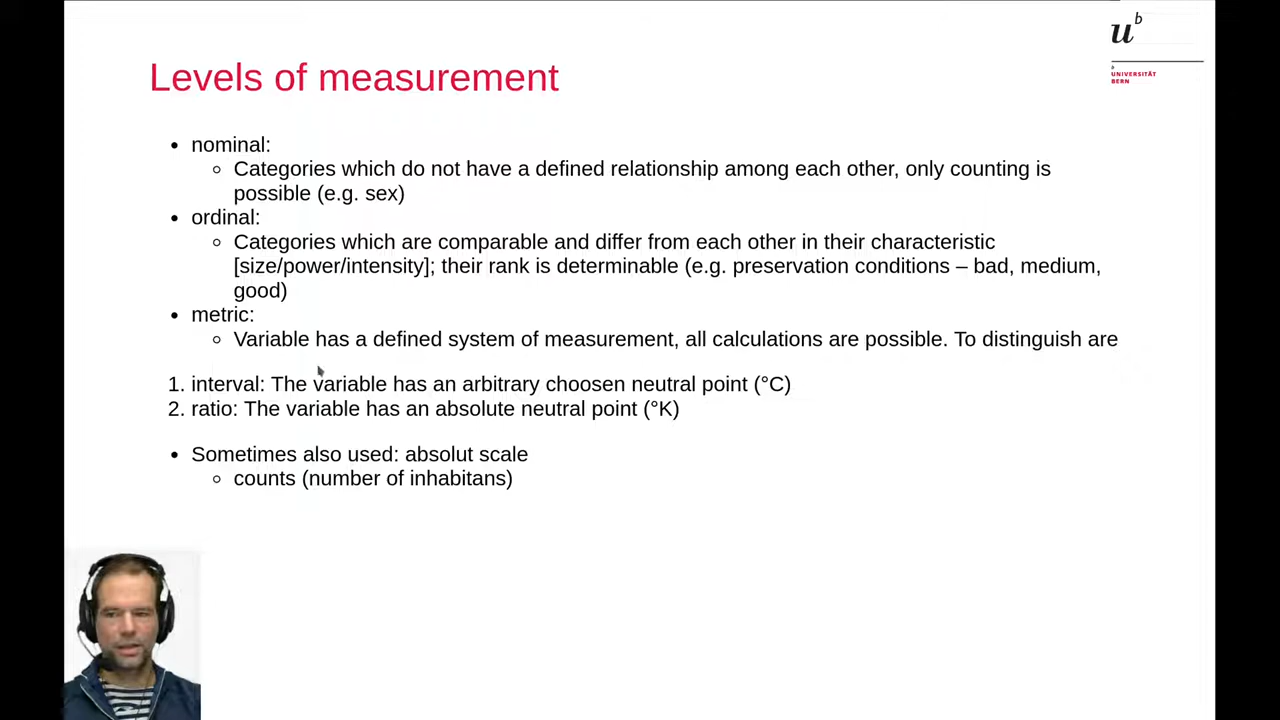 u^b
b
UNIVERSITÄT
BERN
Levels of measurement
• nominal:
◦ Categories which do not have a defined relationship among each other, only counting is
possible (e.g. sex)
• ordinal:
◦ Categories which are comparable and differ from each other in their characteristic
[size/power/intensity]; their rank is determinable (e.g. preservation conditions – bad, medium,
good)
• metric:
◦ Variable has a defined system of measurement, all calculations are possible. To distinguish are
1. interval: The variable has an arbitrary choosen neutral point (°C)
2. ratio: The variable has an absolute neutral point (°K)
• Sometimes also used: absolut scale
◦ counts (number of inhabitans)